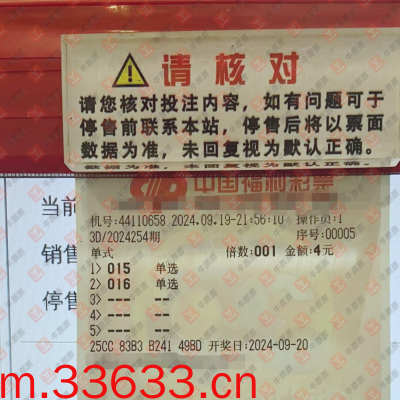 请核对
请您核对投注内容，如有问题可于
停售前联系本站，停售后将以票面
数据为准，未回复视为默认正确。
中国福利彩票
当前
机号:44110658 2024.09.19-21:56:10 操作员:1
3D/2024254期 序号:00005
销售
单式 倍数:001 金额:4元
1> 015 单选
2> 016 单选
停售
3> --- ---
4> --- ---
5> --- ---
25CC 83B3 B241 49BD 开奖日:2024-09-20
m.33633.cn